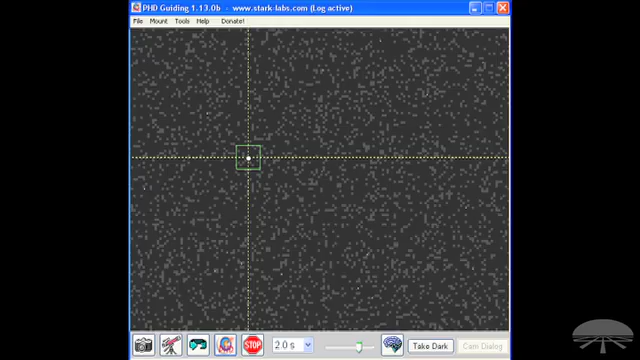 PHD Guiding 1.13.0b - www.stark-labs.com (Log active)
File Mount Tools Help Donate!
STOP 2.0 s Take Dark Cam Dialog